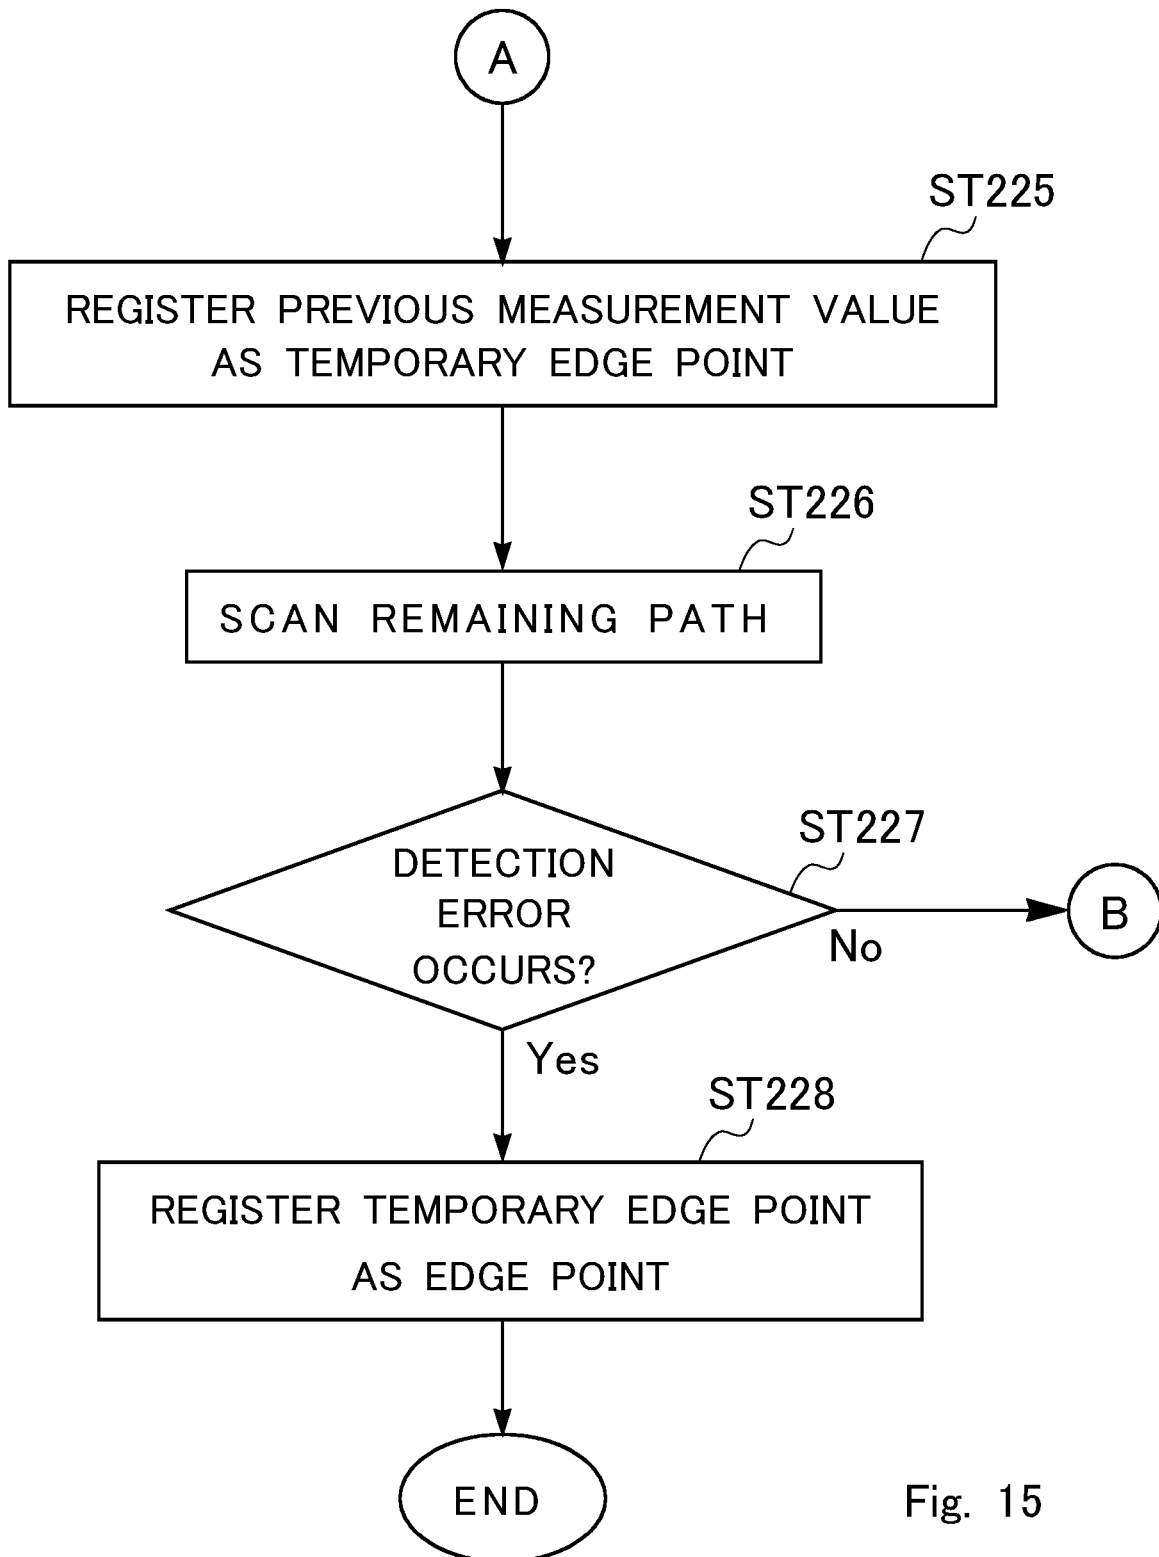 A
ST225
REGISTER PREVIOUS MEASUREMENT VALUE
AS TEMPORARY EDGE POINT
ST226
SCAN REMAINING PATH
ST227
DETECTION
ERROR
OCCURS?
B
No
Yes
ST228
REGISTER TEMPORARY EDGE POINT
AS EDGE POINT
END
Fig. 15